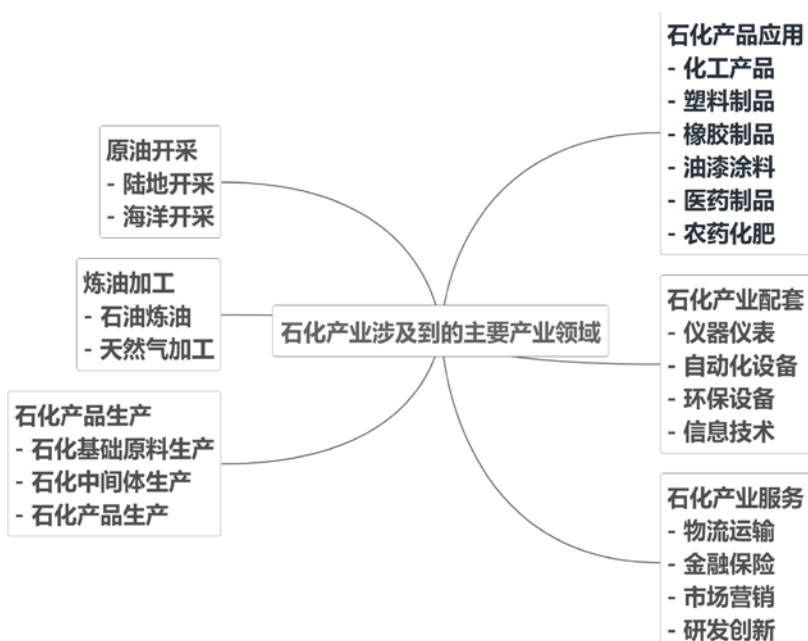 原油开采
- 陆地开采
- 海洋开采
炼油加工
- 石油炼油
- 天然气加工
石化产品生产
- 石化基础原料生产
- 石化中间体生产
- 石化产品生产
石化产业涉及到的主要产业领域
石化产品应用
- 化工产品
- 塑料制品
- 橡胶制品
- 油漆涂料
- 医药制品
- 农药化肥
石化产业配套
- 仪器仪表
- 自动化设备
- 环保设备
- 信息技术
石化产业服务
- 物流运输
- 金融保险
- 市场营销
- 研发创新